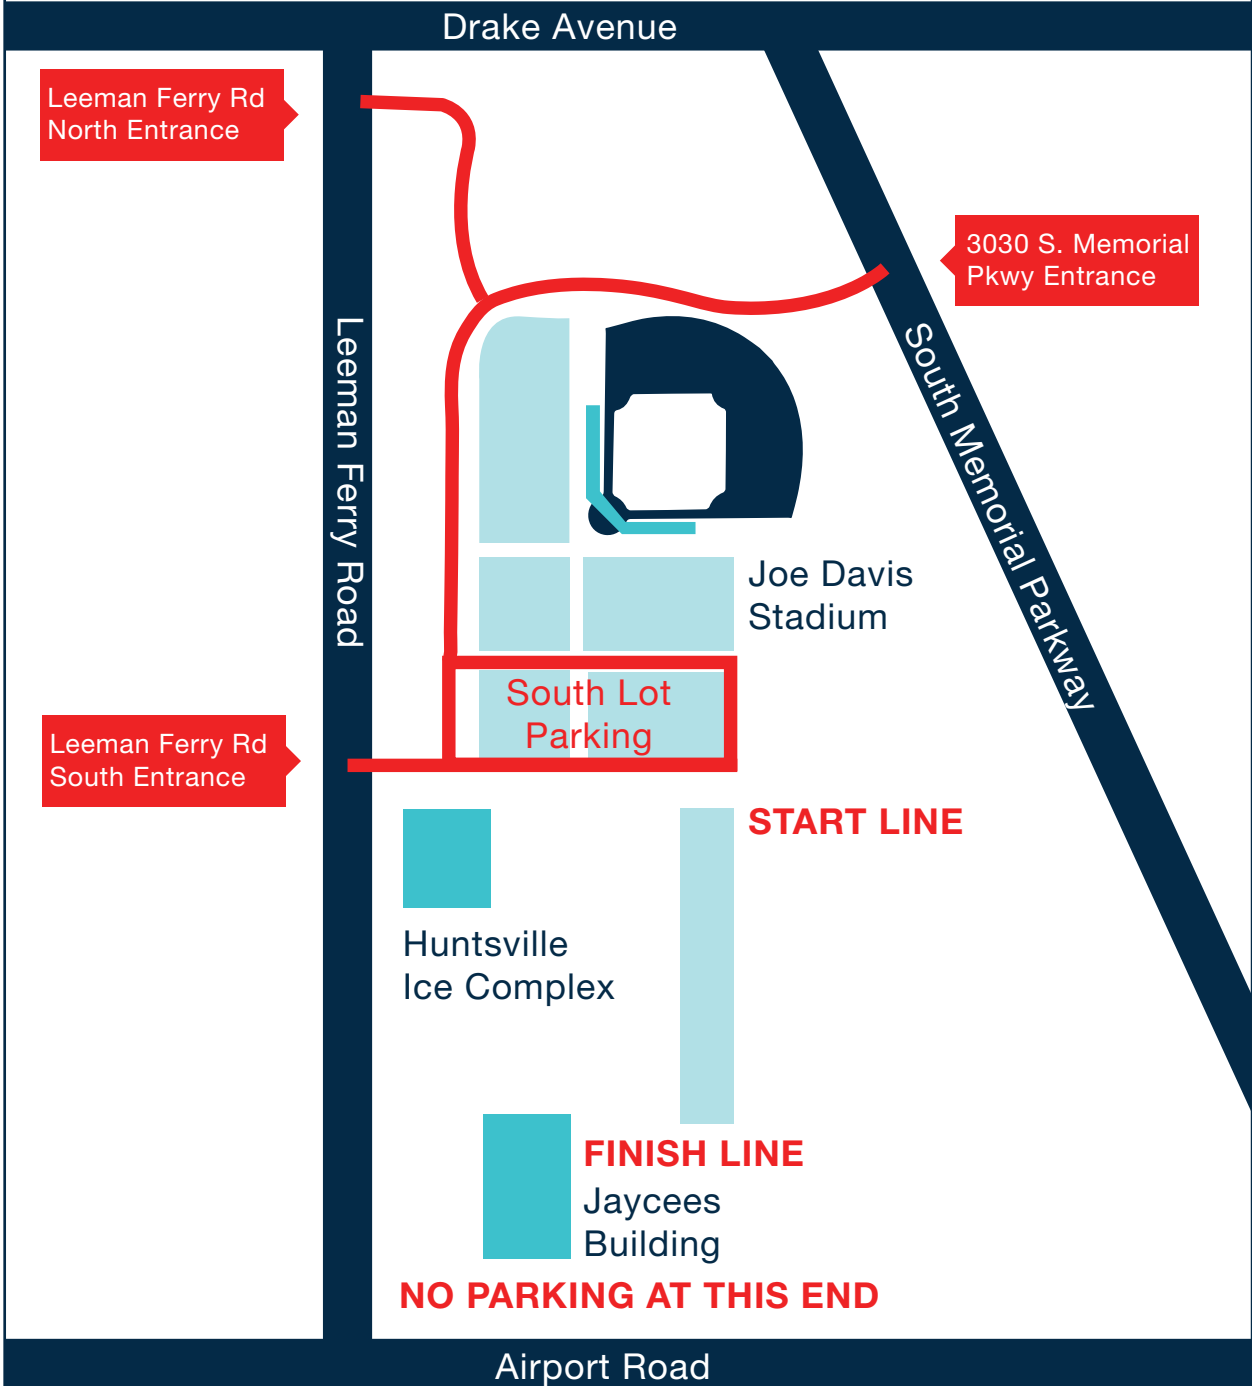 Drake Avenue
Leeman Ferry Rd
North Entrance
3030 S. Memorial
Pkwy Entrance
Leeman Ferry Road
South Memorial Parkway
Joe Davis
Stadium
South Lot
Parking
Leeman Ferry Rd
South Entrance
START LINE
Huntsville
Ice Complex
FINISH LINE
Jaycees
Building
NO PARKING AT THIS END
Airport Road